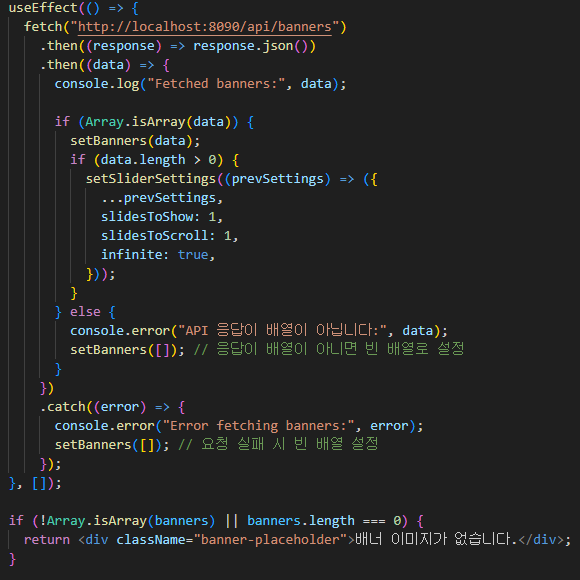 useEffect(() => {
  fetch("http://localhost:8090/api/banners")
    .then((response) => response.json())
    .then((data) => {
      console.log("Fetched banners:", data);

      if (Array.isArray(data)) {
        setBanners(data);
        if (data.length > 0) {
          setSliderSettings((prevSettings) => ({
            ...prevSettings,
            slidesToShow: 1,
            slidesToScroll: 1,
            infinite: true,
          }));
        }
      } else {
        console.error("API 응답이 배열이 아닙니다:", data);
        setBanners([]); // 응답이 배열이 아니면 빈 배열로 설정
      }
    })
    .catch((error) => {
      console.error("Error fetching banners:", error);
      setBanners([]); // 요청 실패 시 빈 배열 설정
    });
}, []);

if (!Array.isArray(banners) || banners.length === 0) {
  return <div className="banner-placeholder">배너 이미지가 없습니다.</div>;
}